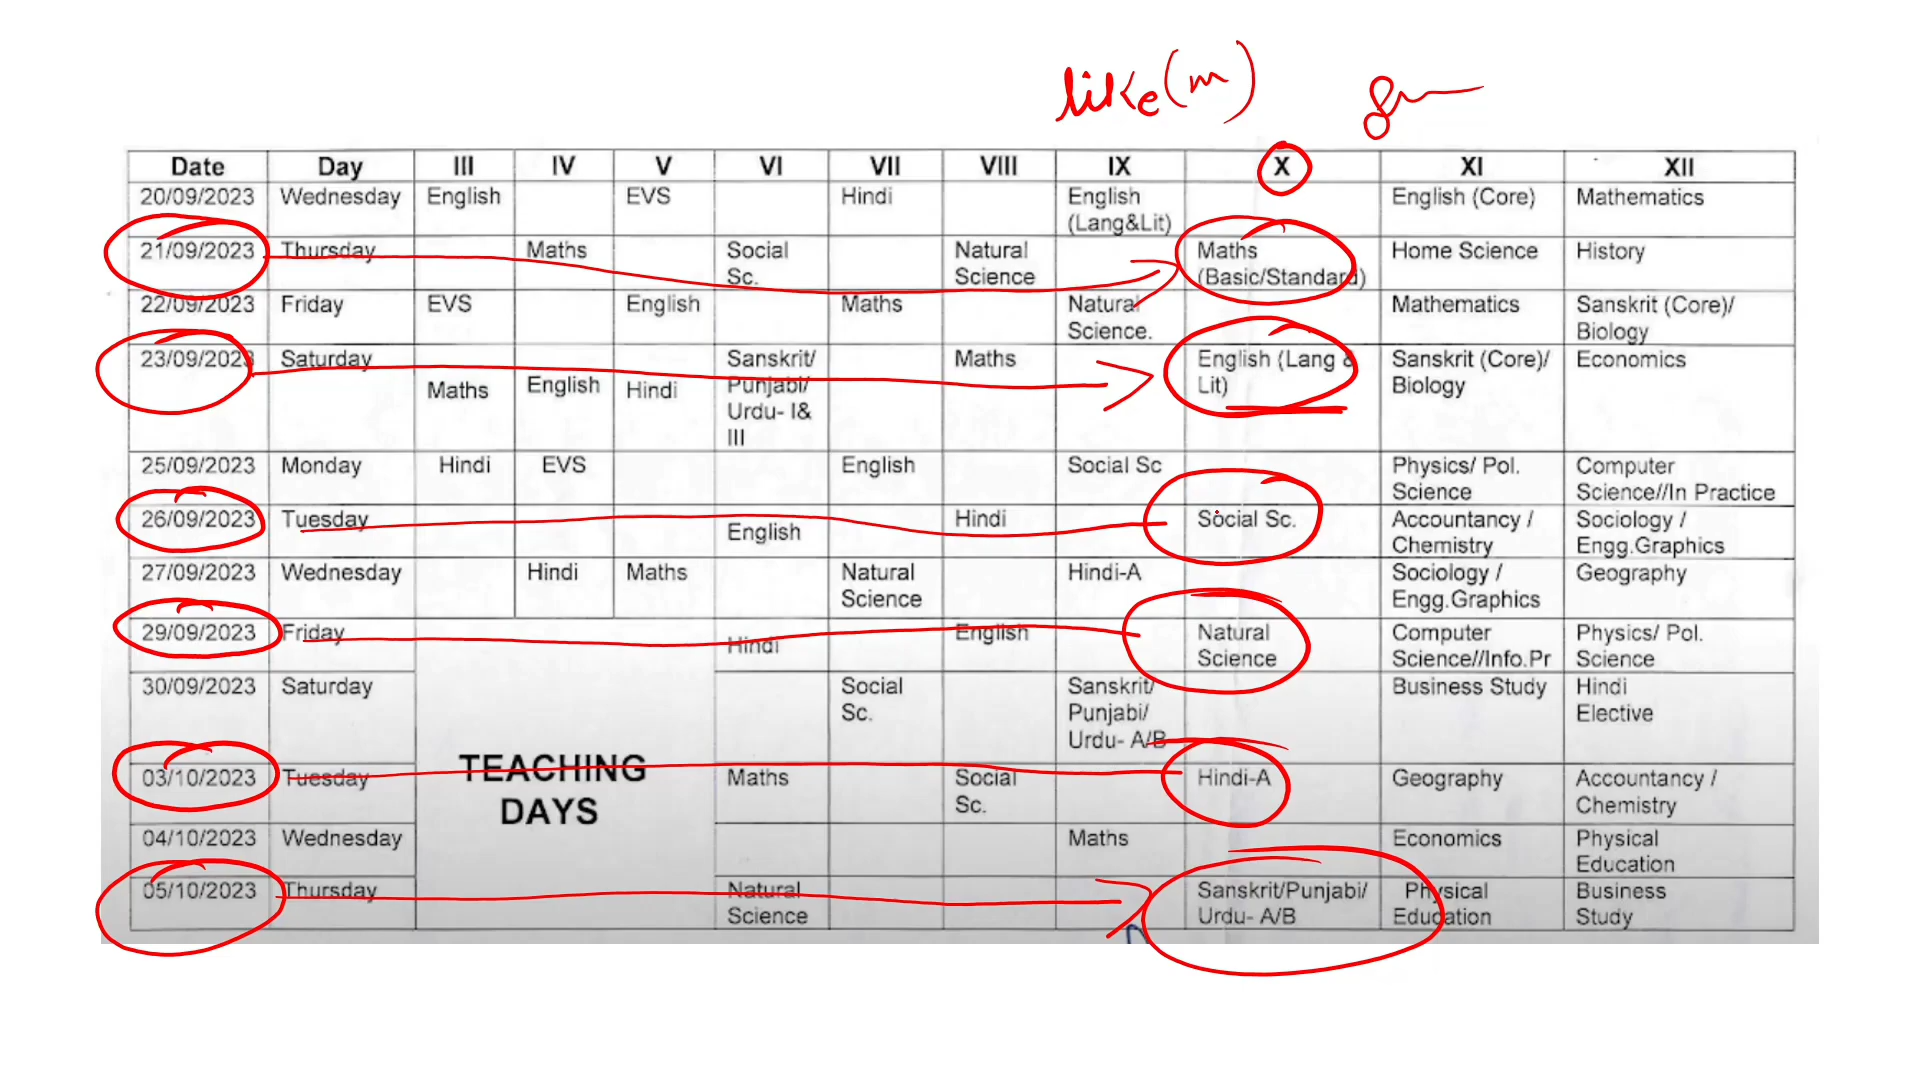 like (m)
Date Day III IV V VI VII VIII IX X XI XII
20/09/2023 Wednesday English EVS Hindi English (Lang&Lit) English (Core) Mathematics
21/09/2023 Thursday Maths Social Sc. Natural Science Maths (Basic/Standard) Home Science History
22/09/2023 Friday EVS English Maths Natural Science. Mathematics Sanskrit (Core)/ Biology
23/09/2023 Saturday Maths English Hindi Sanskrit/ Punjabi/ Urdu- I& III Maths English (Lang & Lit) Sanskrit (Core)/ Biology Economics
25/09/2023 Monday Hindi EVS English Social Sc Physics/ Pol. Science Computer Science//In Practice
26/09/2023 Tuesday English Hindi Social Sc. Accountancy / Chemistry Sociology / Engg.Graphics
27/09/2023 Wednesday Hindi Maths Natural Science Hindi-A Sociology / Engg.Graphics Geography
29/09/2023 Friday Hindi English Natural Science Computer Science//Info.Pr Physics/ Pol. Science
30/09/2023 Saturday Social Sc. Sanskrit/ Punjabi/ Urdu- A/B Business Study Hindi Elective
TEACHING DAYS
03/10/2023 Tuesday Maths Social Sc. Hindi-A Geography Accountancy / Chemistry
04/10/2023 Wednesday Maths Economics Physical Education
05/10/2023 Thursday Natural Science Sanskrit/Punjabi/ Urdu- A/B Physical Education Business Study